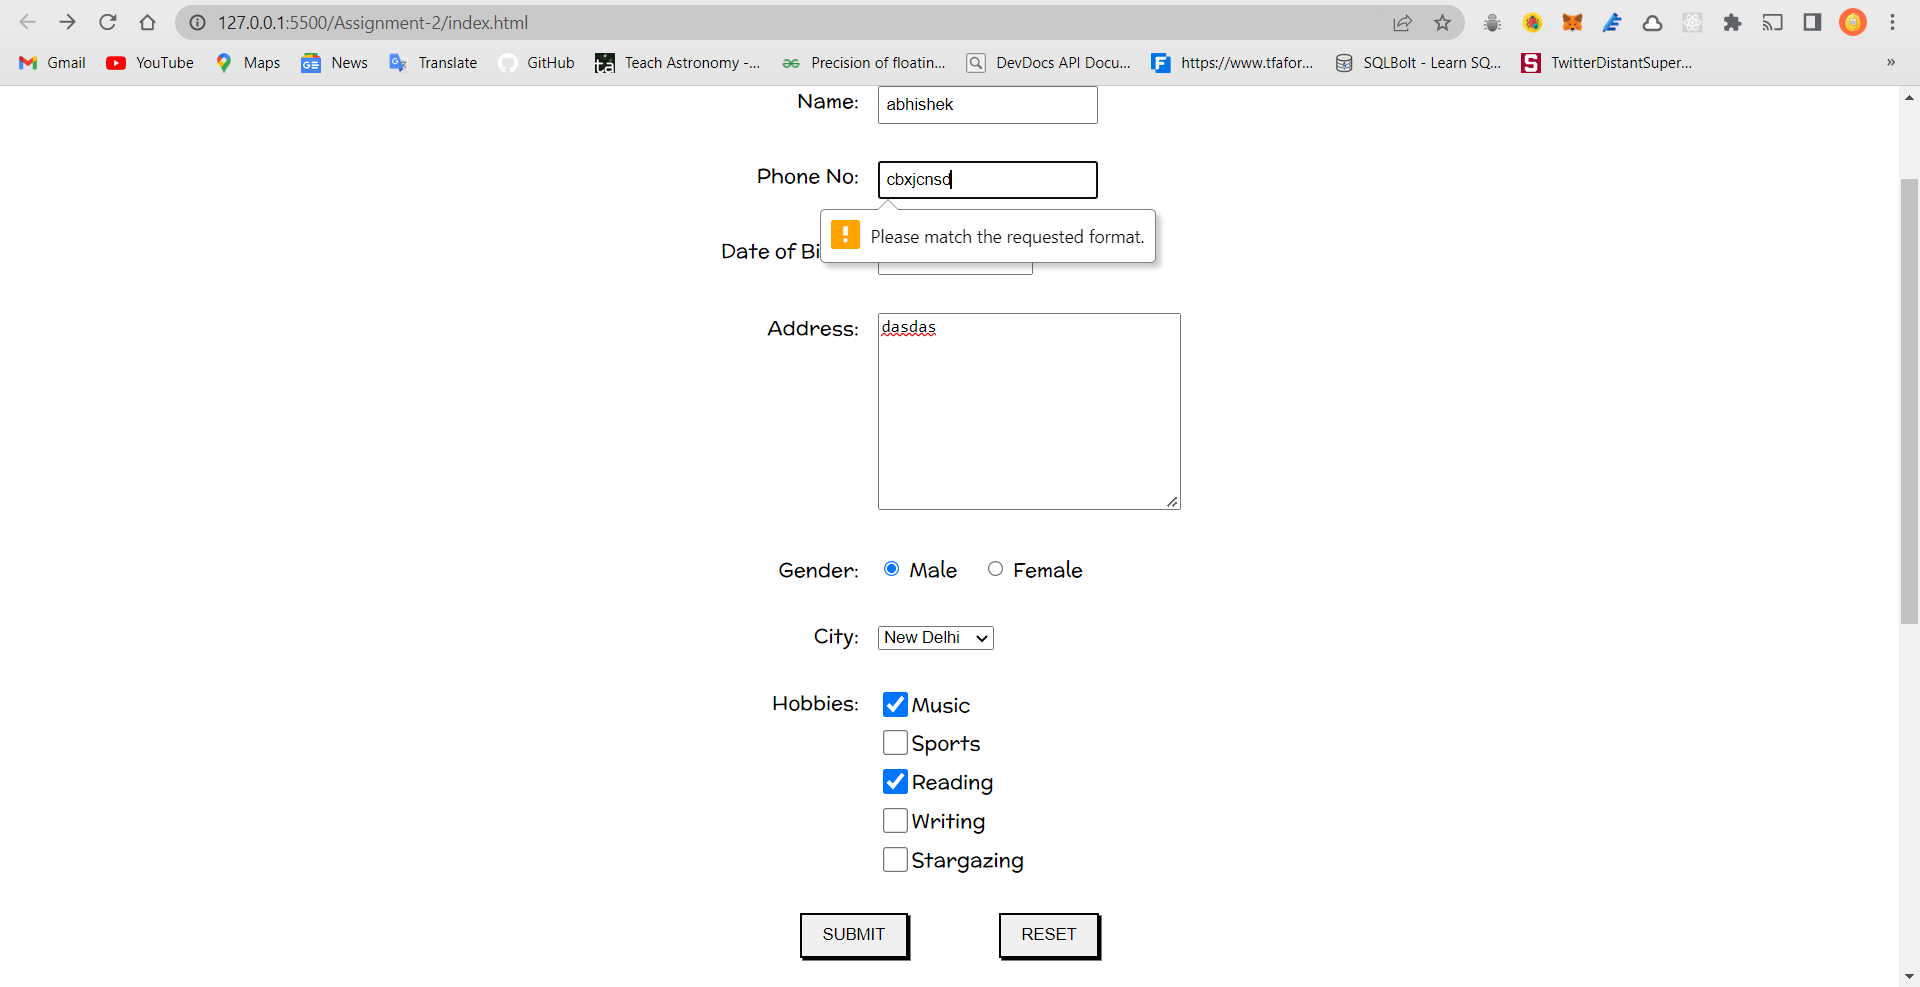 127.0.0.1:5500/Assignment-2/index.html
Gmail YouTube Maps News Translate GitHub Teach Astronomy -... Precision of floatin... DevDocs API Docu... https://www.tfafor... SQLBolt - Learn SQ... TwitterDistantSuper... »
Name: abhishek
Phone No: cbxjcnsd
Please match the requested format.
Date of Bi
Address: dasdas
Gender: Male Female
City: New Delhi
Hobbies: Music
Sports
Reading
Writing
Stargazing
SUBMIT RESET